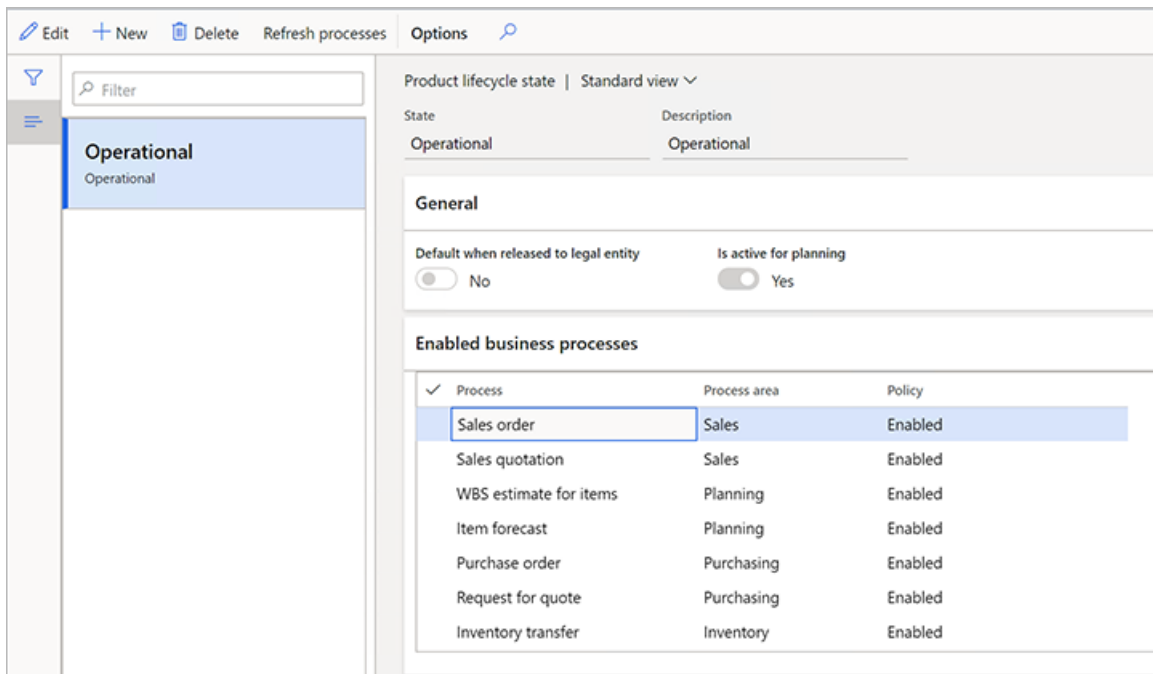 Edit New Delete Refresh processes Options
Filter
Operational
Operational
Product lifecycle state | Standard view
State Description
Operational Operational
General
Default when released to legal entity Is active for planning
No Yes
Enabled business processes
Process Process area Policy
Sales order Sales Enabled
Sales quotation Sales Enabled
WBS estimate for items Planning Enabled
Item forecast Planning Enabled
Purchase order Purchasing Enabled
Request for quote Purchasing Enabled
Inventory transfer Inventory Enabled